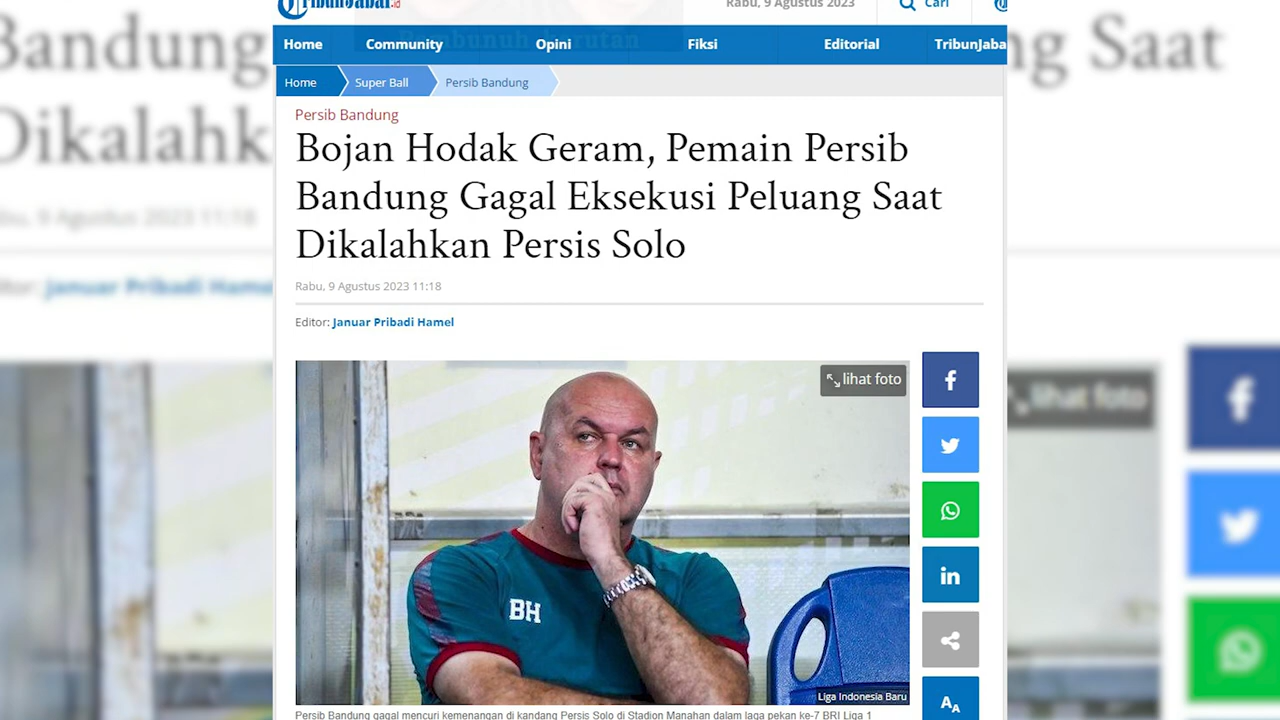 TribunJabar.id
Rabu, 9 Agustus 2023
Cari
Home
Community
Opini
Fiksi
Editorial
TribunJaba
Home
Super Ball
Persib Bandung
Persib Bandung
Bojan Hodak Geram, Pemain Persib
Bandung Gagal Eksekusi Peluang Saat
Dikalahkan Persis Solo
Rabu, 9 Agustus 2023 11:18
Editor: Januar Pribadi Hamel
lihat foto
BH
Liga Indonesia Baru
Persib Bandung gagal mencuri kemenangan di kandang Persis Solo di Stadion Manahan dalam laga pekan ke-7 BRI Liga 1